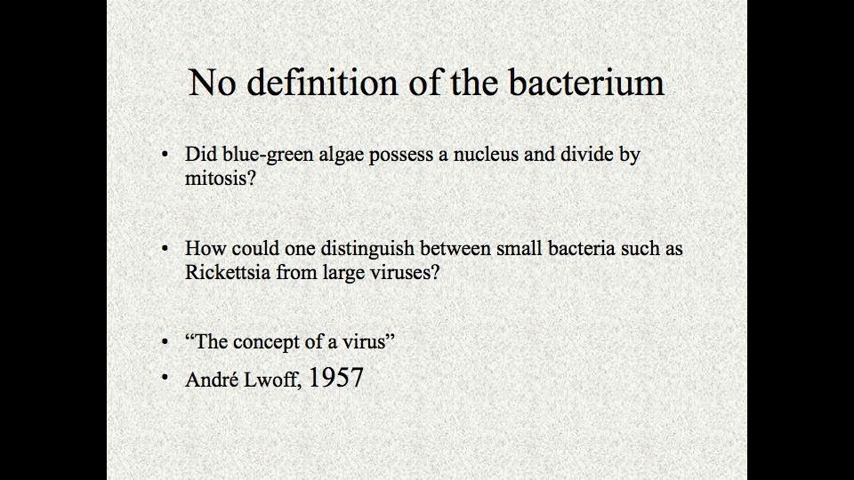 No definition of the bacterium
• Did blue-green algae possess a nucleus and divide by
mitosis?
• How could one distinguish between small bacteria such as
Rickettsia from large viruses?
• “The concept of a virus”
• André Lwoff, 1957